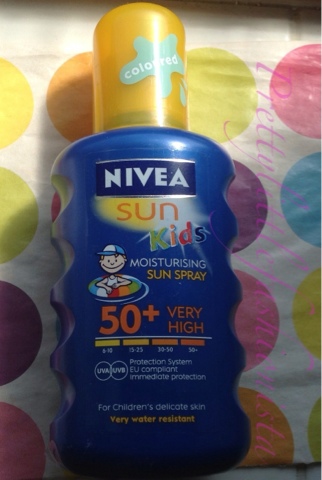 coloured
NIVEA
sun
Kids
MOISTURISING
SUN SPRAY
50+ VERY
HIGH
6-10 15-25 30-50 50+
UVA UVB
Protection System
EU compliant
Immediate protection
For Children's delicate skin
Very water resistant